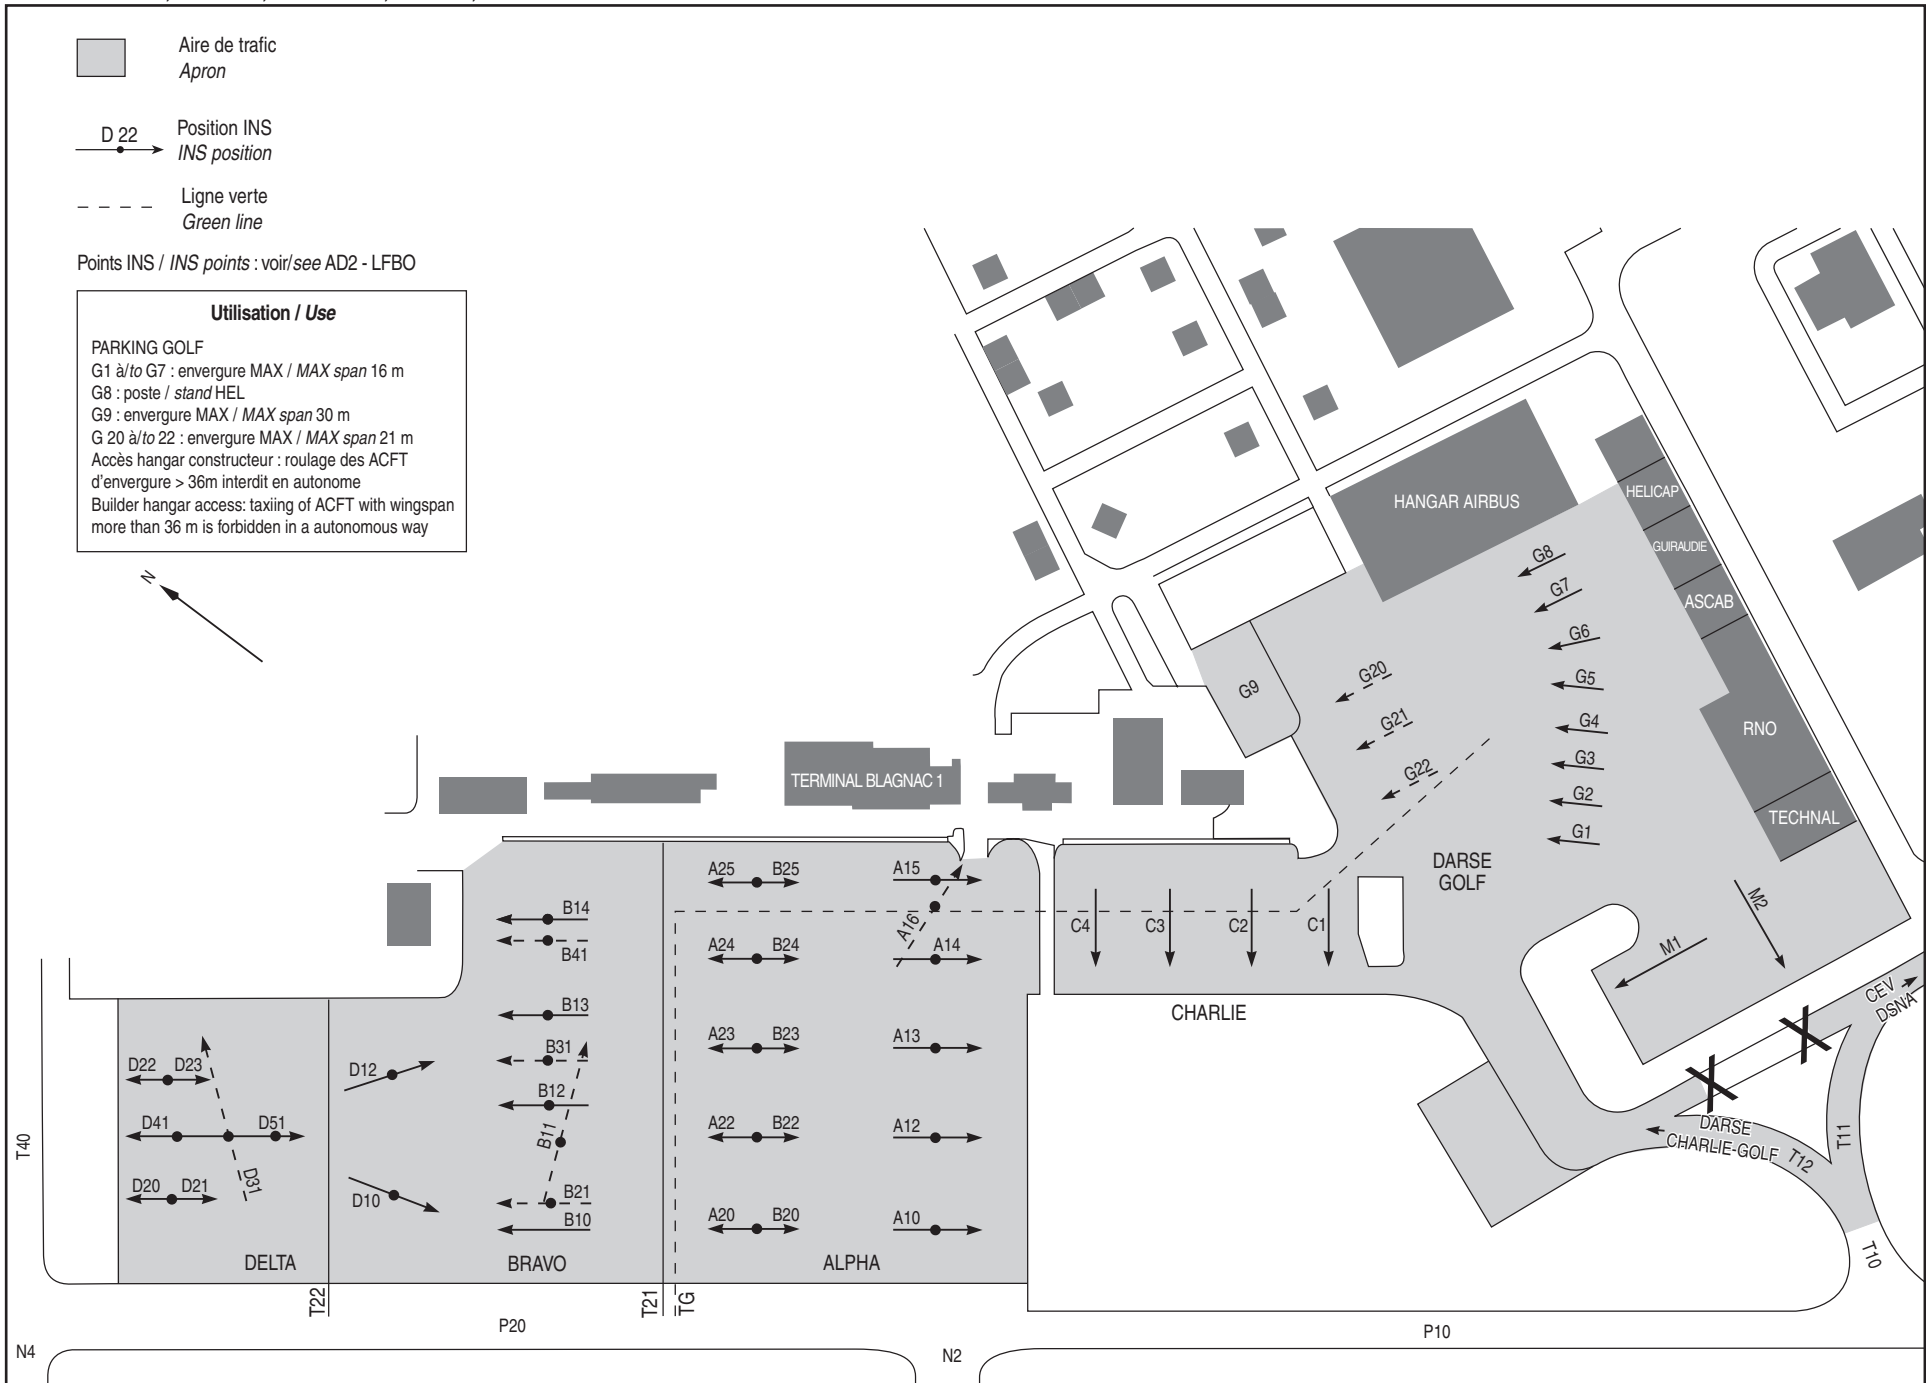 Aire de trafic
Apron
D 22
Position INS
INS position
Ligne verte
Green line
Points INS / INS points : voir/see AD2 - LFBO
Utilisation / Use
PARKING GOLF
G1 à/to G7 : envergure MAX / MAX span 16 m
G8 : poste / stand HEL
G9 : envergure MAX / MAX span 30 m
G 20 à/to 22 : envergure MAX / MAX span 21 m
Accès hangar constructeur : roulage des ACFT
d'envergure > 36m interdit en autonome
Builder hangar access: taxiing of ACFT with wingspan
more than 36 m is forbidden in a autonomous way
N
HANGAR AIRBUS
HELICAP
GUIRAUDIE
ASCAB
RNO
TECHNAL
G8
G7
G6
G5
G4
G3
G2
G1
G9
G20
G21
G22
TERMINAL BLAGNAC 1
DARSE
GOLF
M2
M1
A25 B25
A15
A16
B14
B41
A24 B24
A14
C4
C3
C2
C1
CHARLIE
CEV
DSNA
B13
B31
A23 B23
A13
D22 D23
D12
B12
D41
D51
B11
A22 B22
A12
D20 D21
D31
D10
B21
B10
A20 B20
A10
DELTA
BRAVO
ALPHA
DARSE
CHARLIE-GOLF
T12
T11
T10
T40
T22
T21
TG
P20
P10
N4
N2